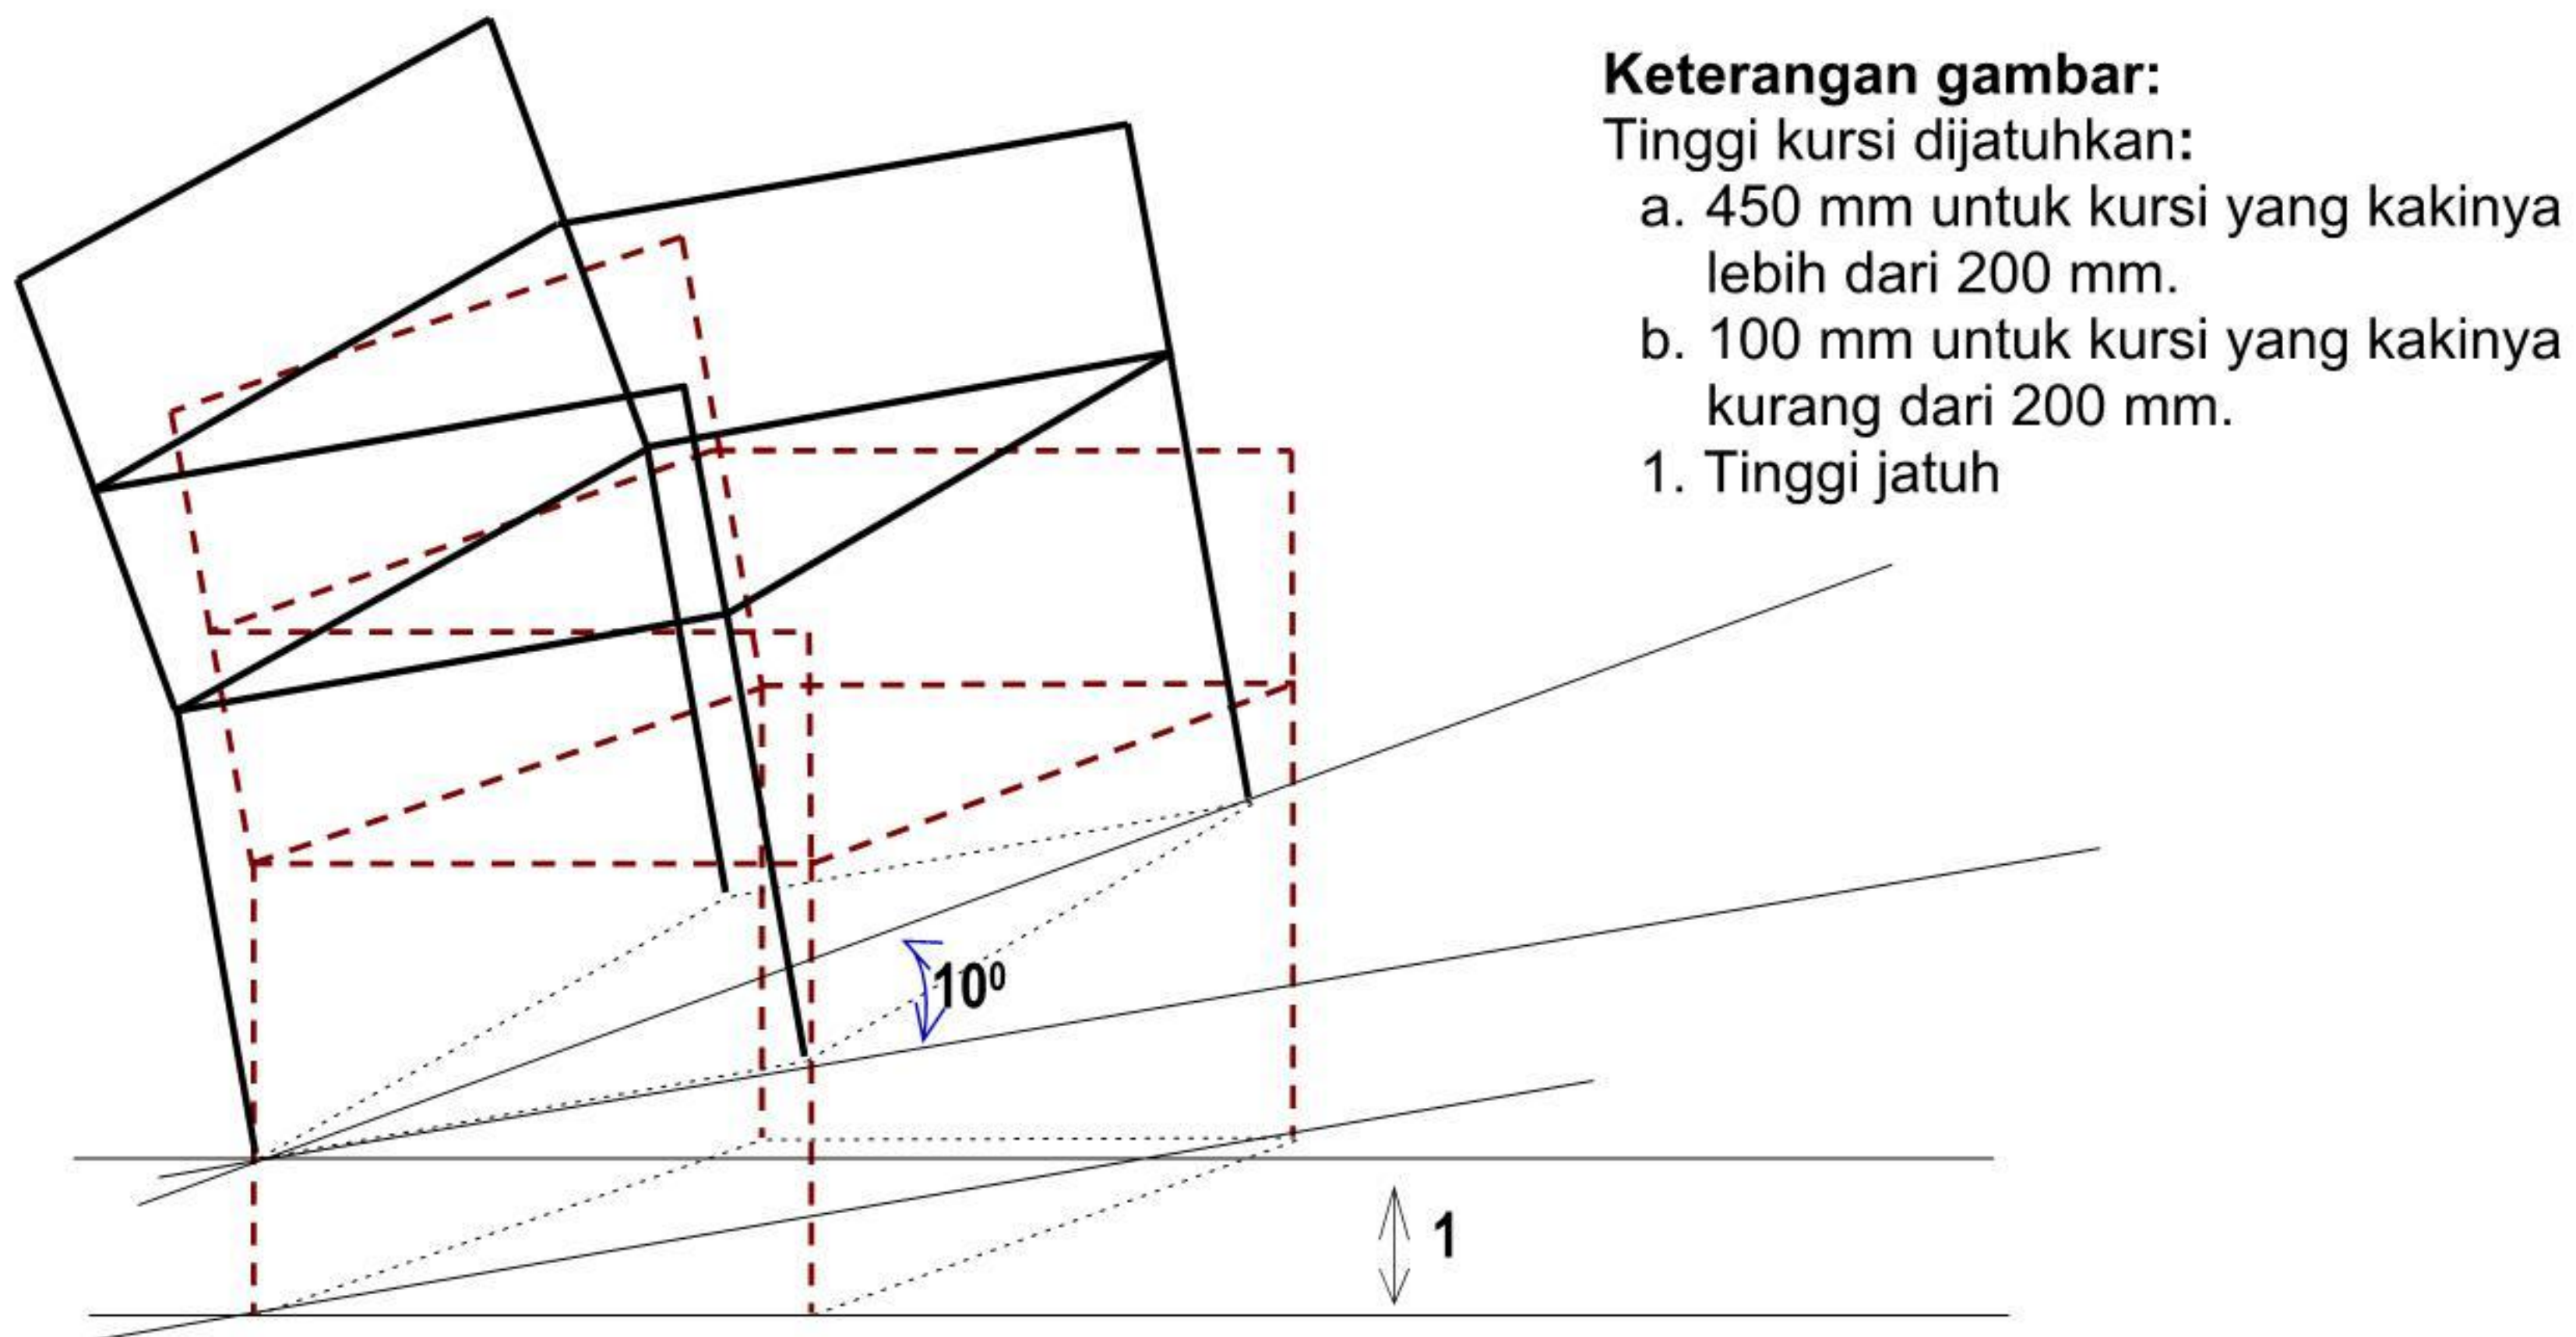 Keterangan gambar:
Tinggi kursi dijatuhkan:
a. 450 mm untuk kursi yang kakinya
lebih dari 200 mm.
b. 100 mm untuk kursi yang kakinya
kurang dari 200 mm.
1. Tinggi jatuh
10⁰
1